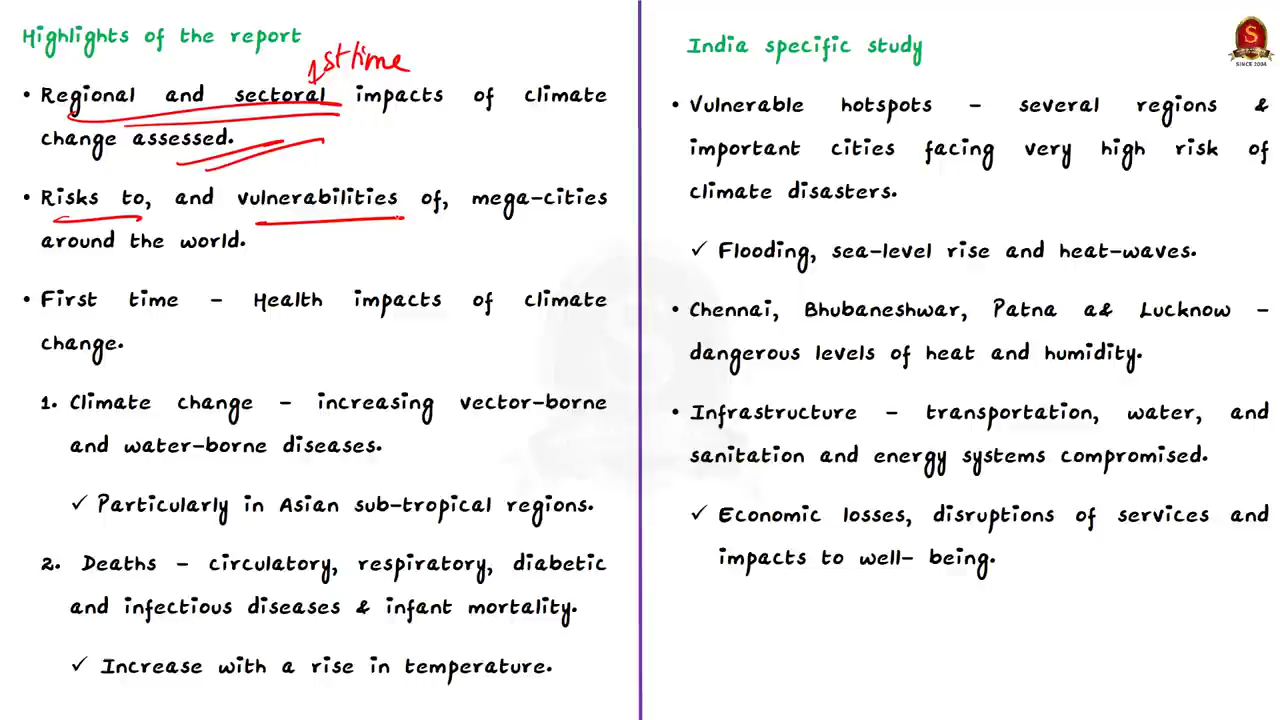 Highlights of the report
1st time
• Regional and sectoral impacts of climate
change assessed.
• Risks to, and vulnerabilities of, mega-cities
around the world.
• First time - Health impacts of climate
change.
1. Climate change - increasing vector-borne
and water-borne diseases.
✓ Particularly in Asian sub-tropical regions.
2. Deaths - circulatory, respiratory, diabetic
and infectious diseases & infant mortality.
✓ Increase with a rise in temperature.
India specific study
• Vulnerable hotspots - several regions &
important cities facing very high risk of
climate disasters.
✓ Flooding, sea-level rise and heat-waves.
• Chennai, Bhubaneshwar, Patna a& Lucknow -
dangerous levels of heat and humidity.
• Infrastructure - transportation, water, and
sanitation and energy systems compromised.
✓ Economic losses, disruptions of services and
impacts to well- being.
S
SINCE 2004